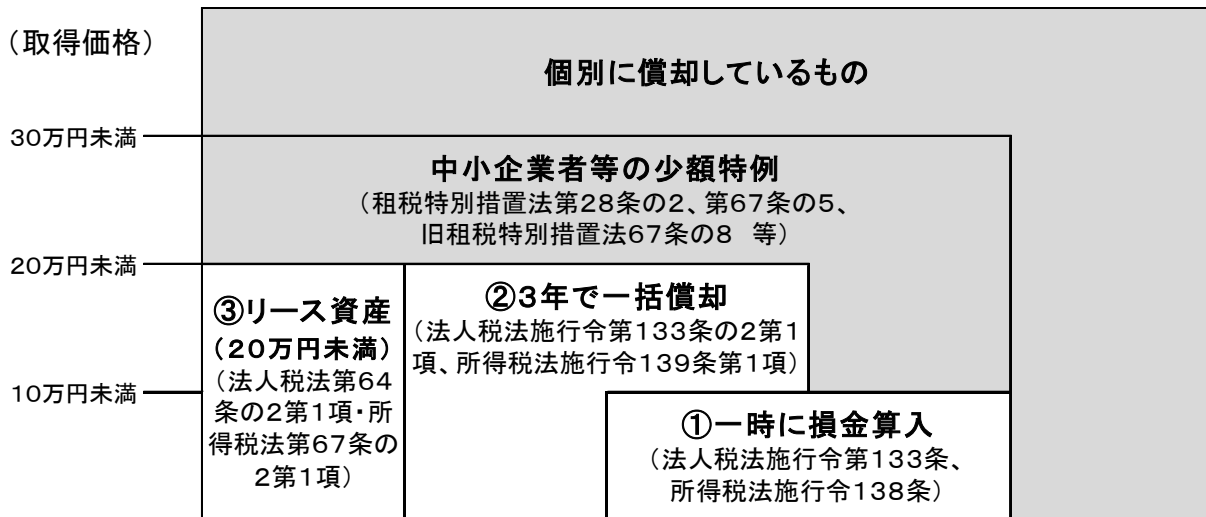 （取得価格）
個別に償却しているもの
30万円未満
中小企業者等の少額特例
（租税特別措置法第28条の2、第67条の5、
旧租税特別措置法67条の8　等）
20万円未満
③リース資産
（20万円未満）
（法人税法第64
条の2第1項・所
得税法第67条の
2第1項）
②3年で一括償却
（法人税法施行令第133条の2第1
項、所得税法施行令139条第1項）
10万円未満
①一時に損金算入
（法人税法施行令第133条、
所得税法施行令138条）